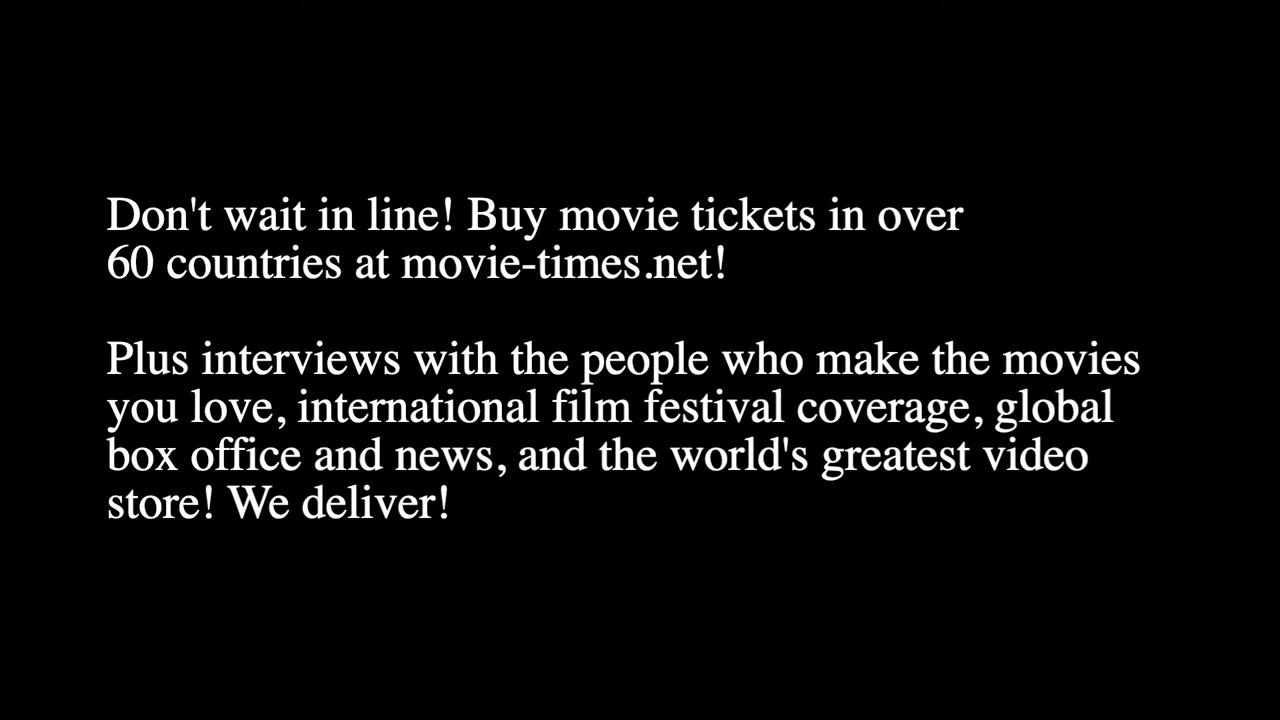 Don't wait in line! Buy movie tickets in over
60 countries at movie-times.net!
Plus interviews with the people who make the movies
you love, international film festival coverage, global
box office and news, and the world's greatest video
store! We deliver!